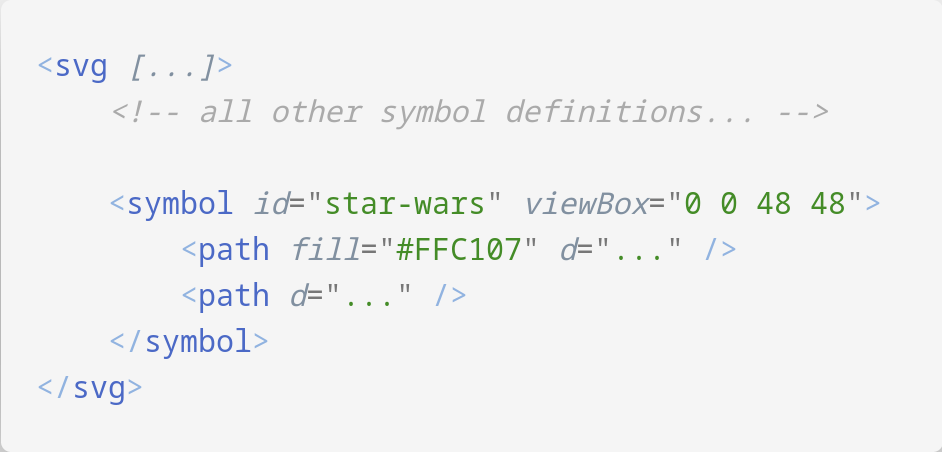 <svg [...]>
    <!-- all other symbol definitions... -->

    <symbol id="star-wars" viewBox="0 0 48 48">
        <path fill="#FFC107" d="..." />
        <path d="..." />
    </symbol>
</svg>